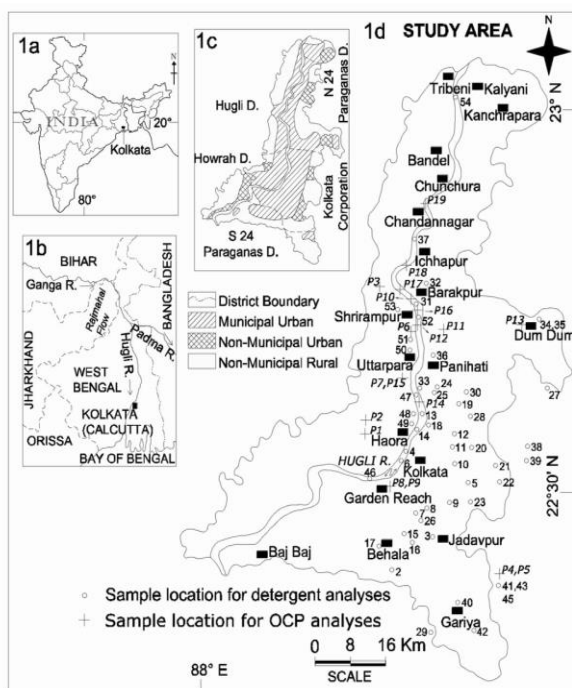 1a
N
INDIA
20°
Kolkata
80°
1b
BIHAR
Ganga R.
Rajmahal Flow
BANGLADESH
Padma R.
Hugli R.
JHARKHAND
WEST
BENGAL
KOLKATA
(CALCUTTA)
ORISSA
BAY OF BENGAL
1c
Hugli D.
N 24
Paraganas D.
Howrah D.
Kolkata
Corporation
S 24
Paraganas D.
District Boundary
Municipal Urban
Non-Municipal Urban
Non-Municipal Rural
1d STUDY AREA
N
Tribeni
Kalyani
54
Kanchrapara
23° N
Bandel
Chunchura
P19
Chandannagar
37
Ichhapur
P18
P3
P17
32
P10
Barakpur
31
53
P16
Shrirampur
P6
52
P11
P13
34,35
P12
Dum Dum
51
50
36
Uttarpara
Panihati
P7,P15
33
24
25
30
27
47
P14
19
P2
48
13
28
P1
49
18
Haora
14
12
4
11
20
38
HUGLI R.
6
Kolkata
10
21
39
46
P8,P9
5
22
22°30' N
Garden Reach
9
23
8
7
26
15
3
Jadavpur
17
Behala
16
Baj Baj
2
P4,P5
41,43
45
40
Gariya
29
42
Sample location for detergent analyses
Sample location for OCP analyses
0 8 16 Km
SCALE
88° E